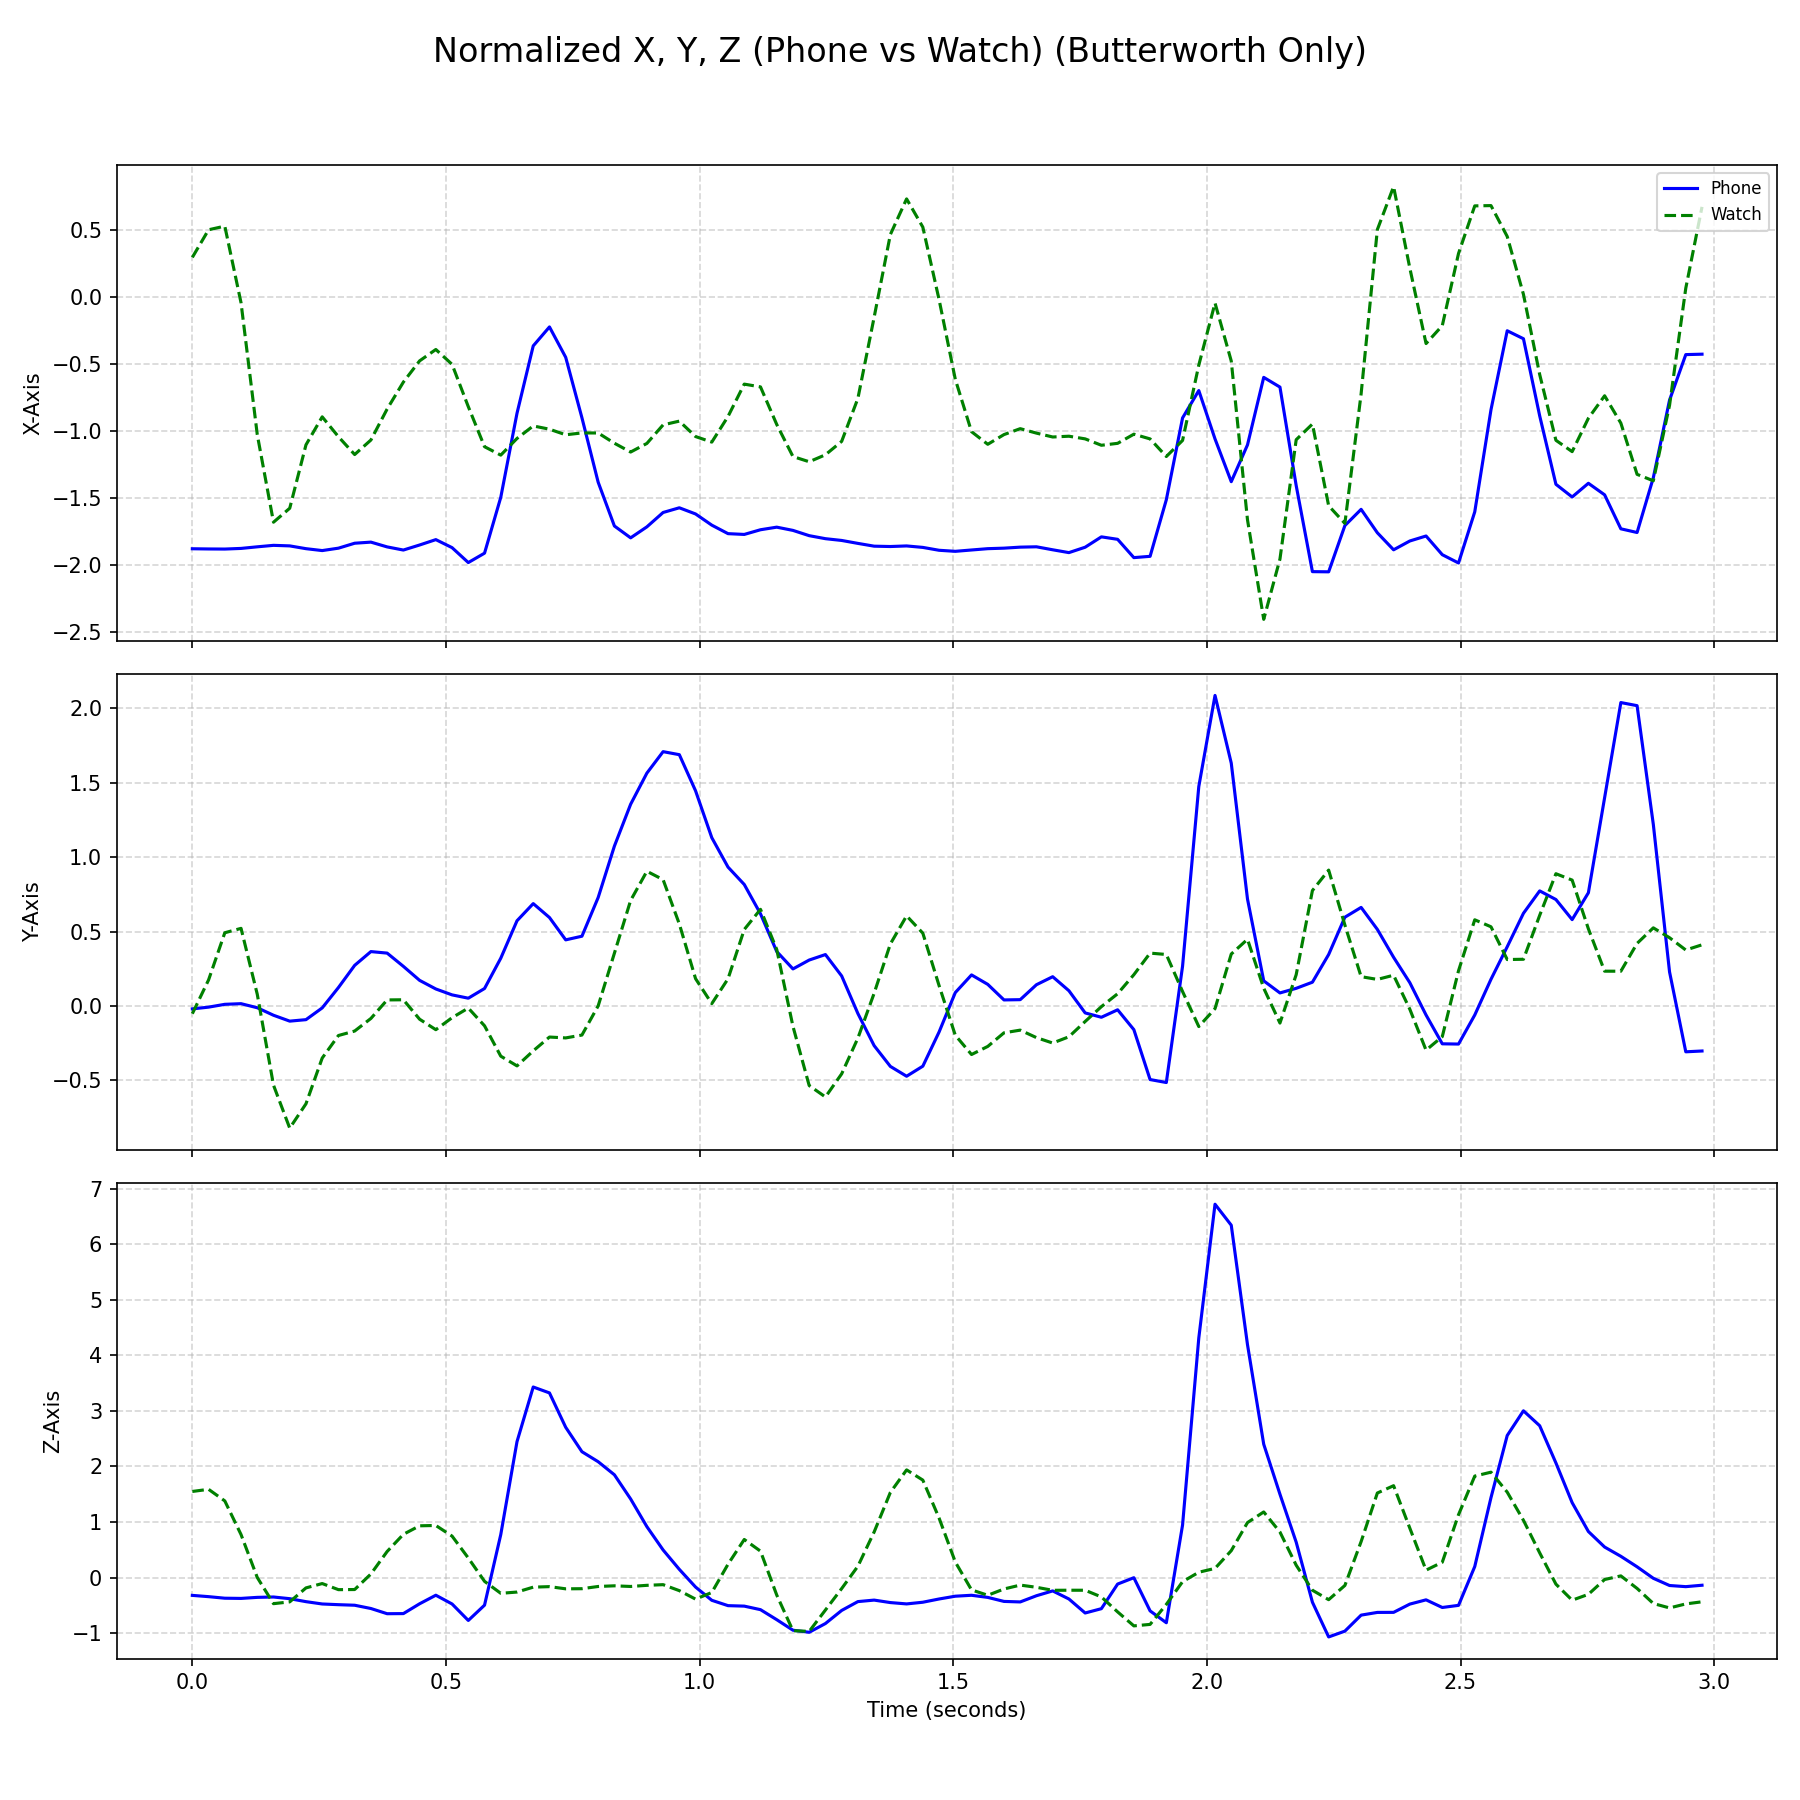 Normalized X, Y, Z (Phone vs Watch) (Butterworth Only)
Phone
Watch
X-Axis
0.5
0.0
−0.5
−1.0
−1.5
−2.0
−2.5
Y-Axis
2.0
1.5
1.0
0.5
0.0
−0.5
Z-Axis
7
6
5
4
3
2
1
0
−1
0.0 0.5 1.0 1.5 2.0 2.5 3.0
Time (seconds)